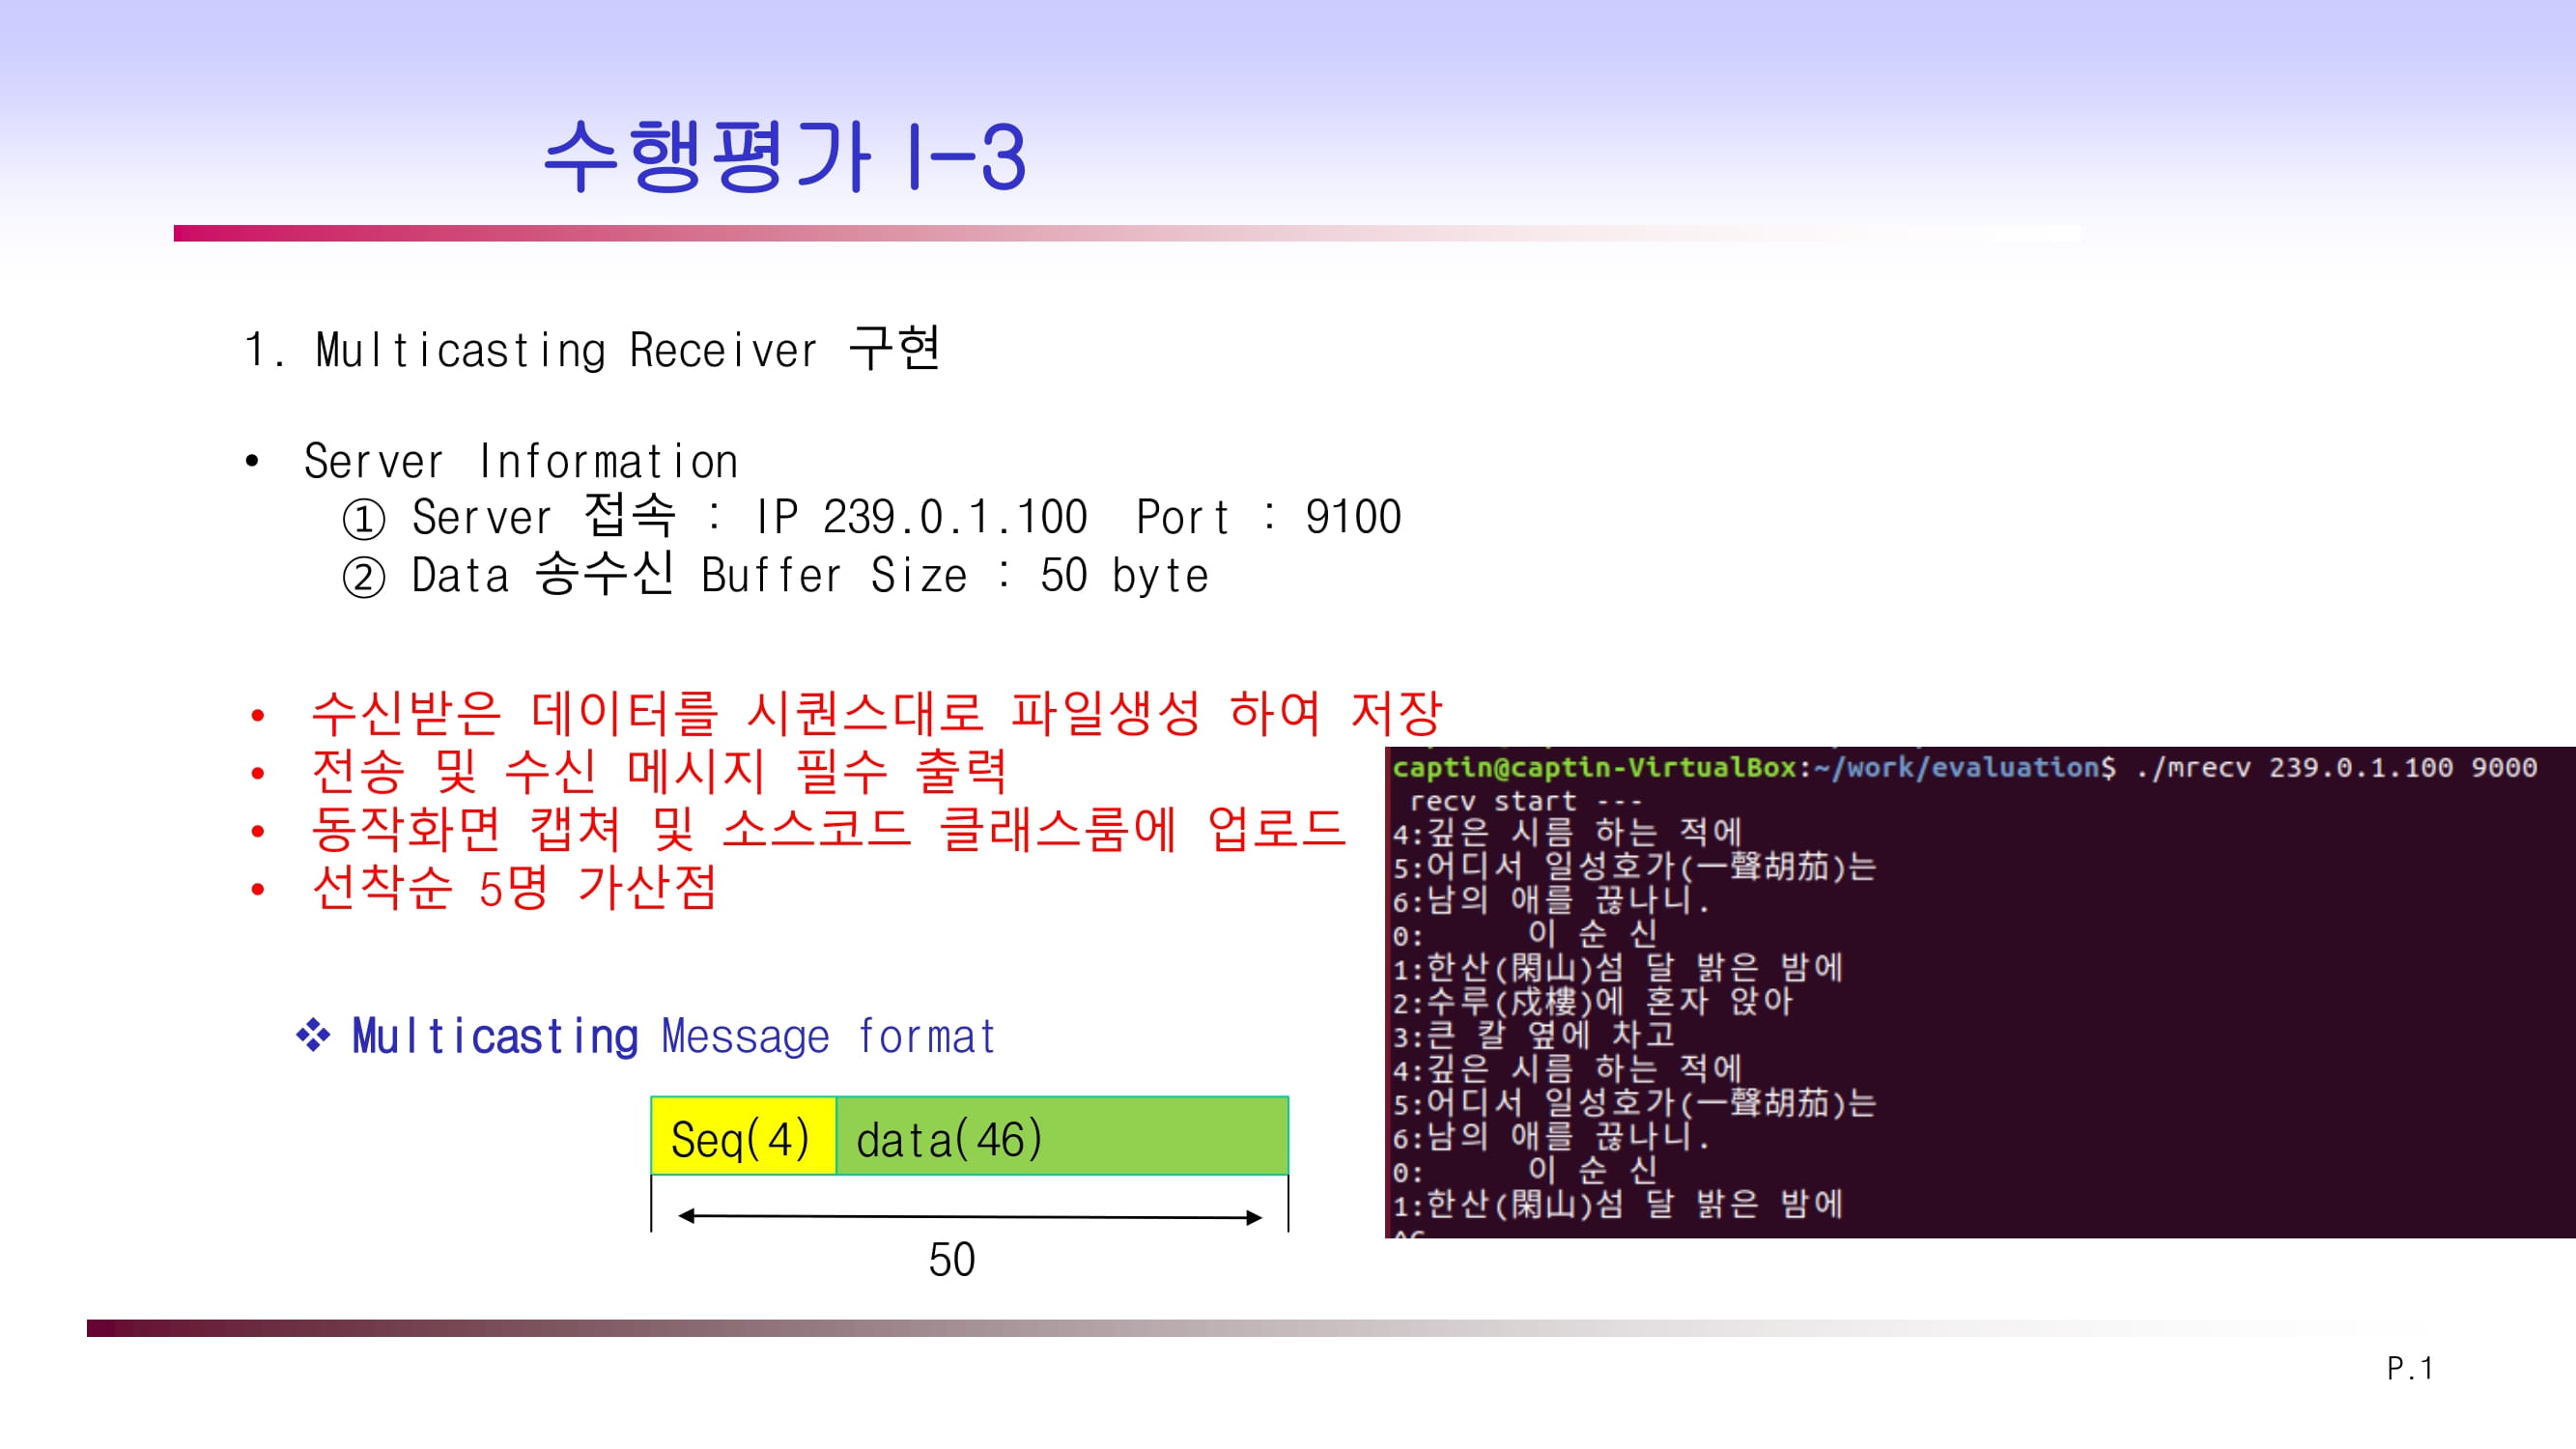 수행평가 I-3
1. Multicasting Receiver 구현
• Server Information
① Server 접속 : IP 239.0.1.100 Port : 9100
② Data 송수신 Buffer Size : 50 byte
• 수신받은 데이터를 시퀀스대로 파일생성 하여 저장
• 전송 및 수신 메시지 필수 출력
• 동작화면 캡쳐 및 소스코드 클래스룸에 업로드
• 선착순 5명 가산점
❖ Multicasting Message format
Seq(4) data(46)
50
captin@captin-VirtualBox:~/work/evaluation$ ./mrecv 239.0.1.100 9000
recv start ---
4:깊은 시름 하는 적에
5:어디서 일성호가(一聲胡茄)는
6:남의 애를 끊나니.
0: 이 순 신
1:한산(閑山)섬 달 밝은 밤에
2:수루(戍樓)에 혼자 앉아
3:큰 칼 옆에 차고
4:깊은 시름 하는 적에
5:어디서 일성호가(一聲胡茄)는
6:남의 애를 끊나니.
0: 이 순 신
1:한산(閑山)섬 달 밝은 밤에
P.1